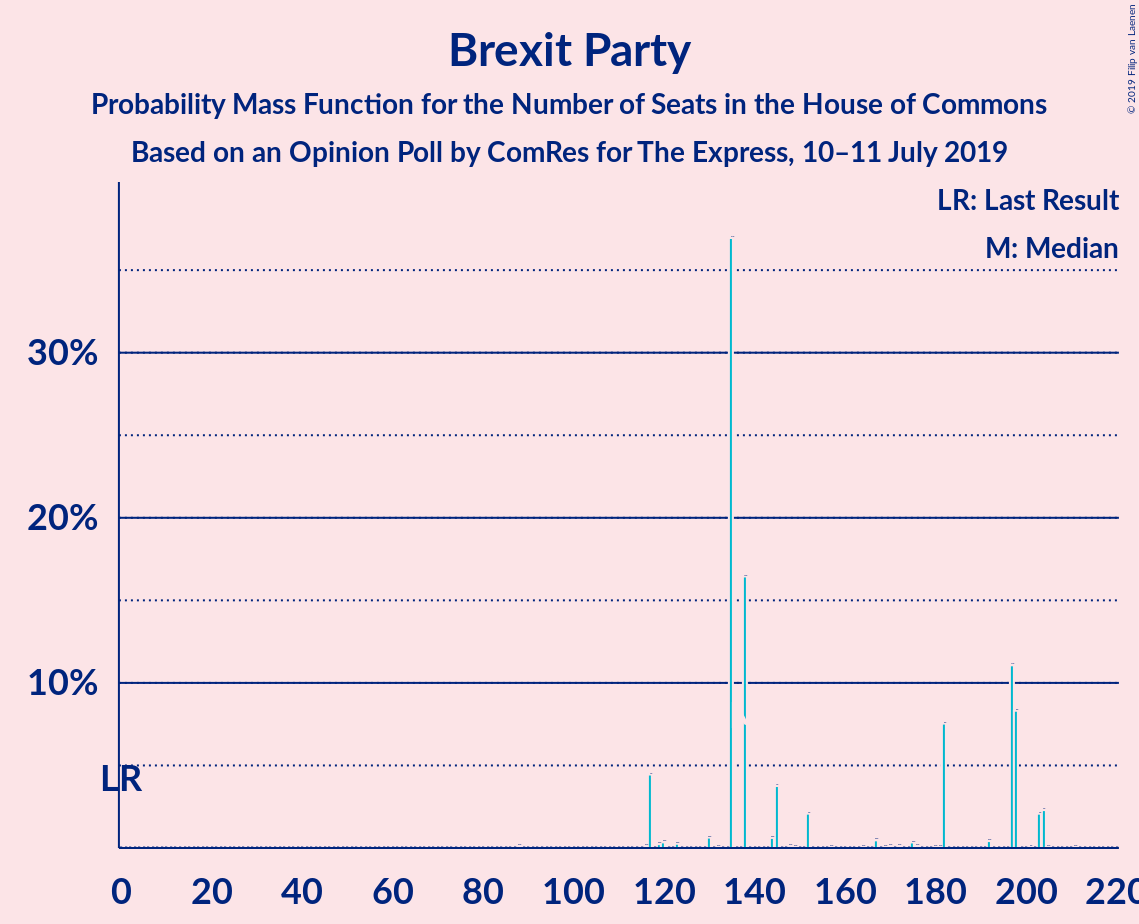 Brexit Party
Probability Mass Function for the Number of Seats in the House of Commons
Based on an Opinion Poll by ComRes for The Express, 10–11 July 2019
© 2019 Filip van Laenen
LR: Last Result
M: Median
30%
20%
10%
LR
0 20 40 60 80 100 120 140 160 180 200 220